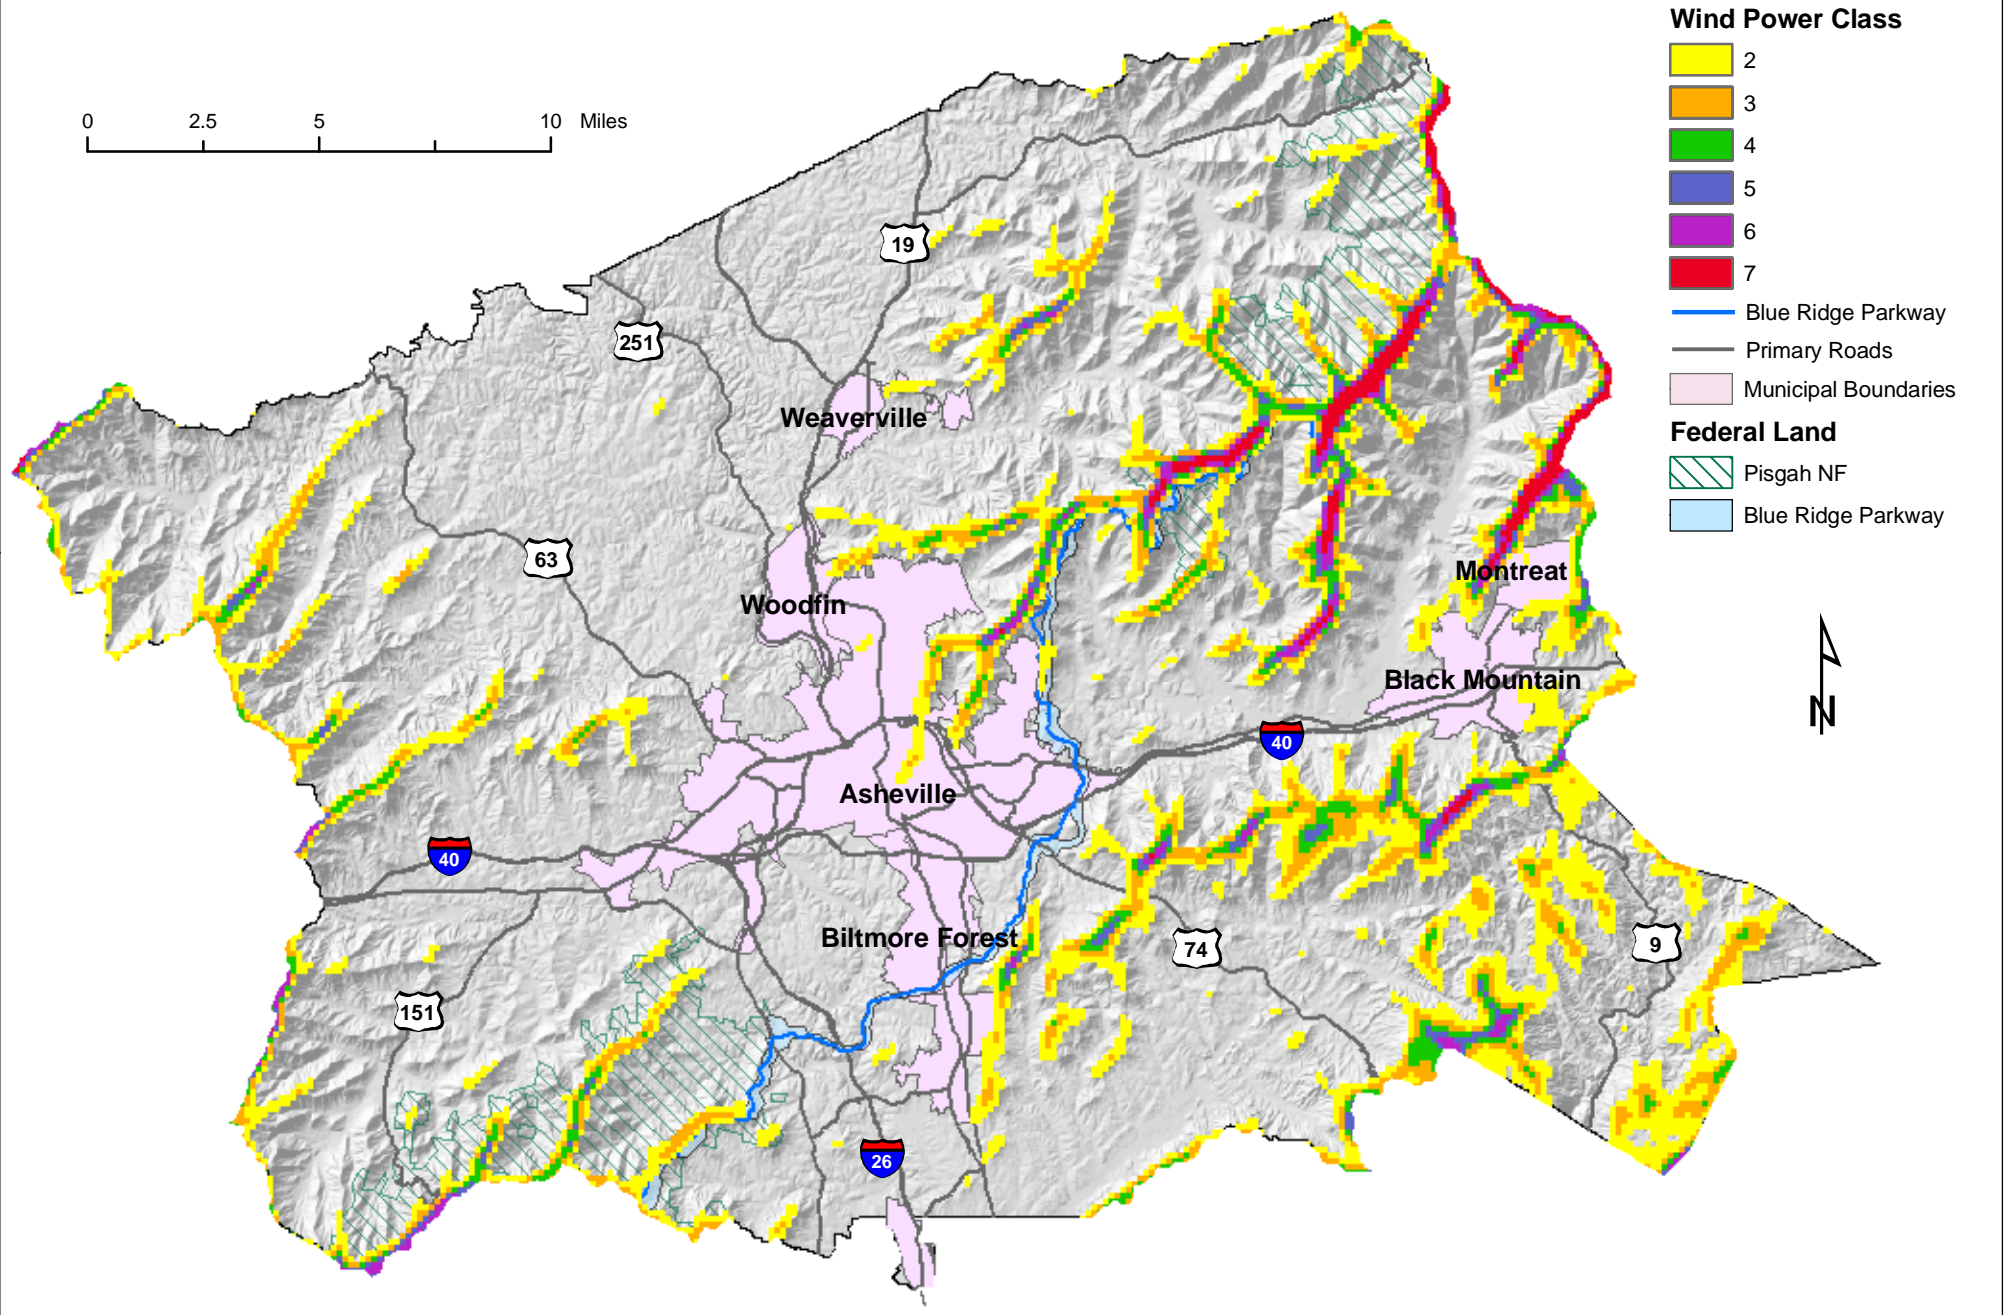 Wind Power Class
2
3
4
5
6
7
Blue Ridge Parkway
Primary Roads
Municipal Boundaries
Federal Land
Pisgah NF
Blue Ridge Parkway
0 2.5 5 10 Miles
19
251
Weaverville
63
Woodfin
Montreat
Black Mountain
40
Asheville
40
Biltmore Forest
74
9
151
26
N